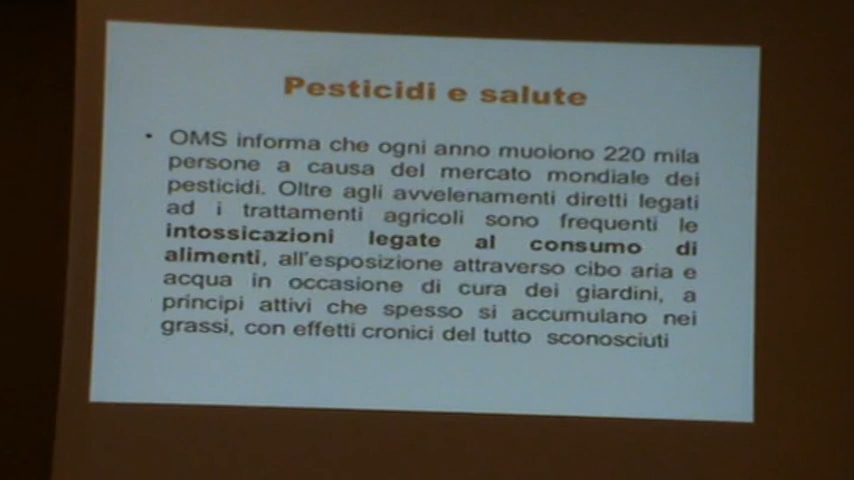 Pesticidi e salute
• OMS informa che ogni anno muoiono 220 mila
persone a causa del mercato mondiale dei
pesticidi. Oltre agli avvelenamenti diretti legati
ad i trattamenti agricoli sono frequenti le
intossicazioni legate al consumo di
alimenti, all'esposizione attraverso cibo aria e
acqua in occasione di cura dei giardini, a
principi attivi che spesso si accumulano nei
grassi, con effetti cronici del tutto sconosciuti